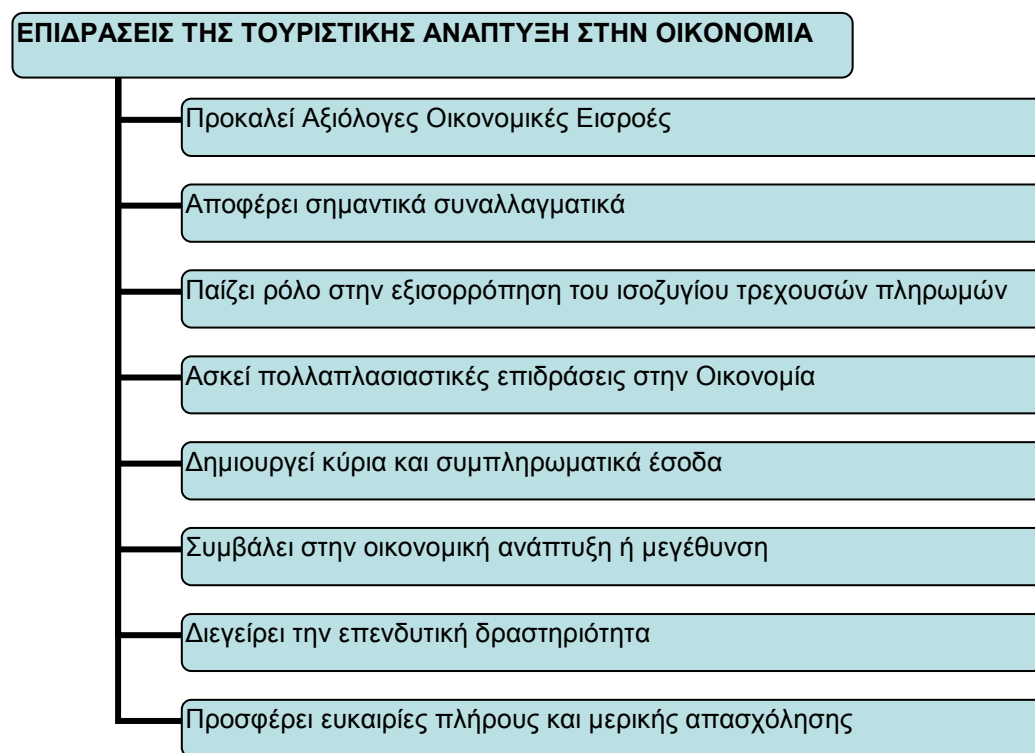 ΕΠΙΔΡΑΣΕΙΣ ΤΗΣ ΤΟΥΡΙΣΤΙΚΗΣ ΑΝΑΠΤΥΞΗ ΣΤΗΝ ΟΙΚΟΝΟΜΙΑ
Προκαλεί Αξιόλογες Οικονομικές Εισροές
Αποφέρει σημαντικά συναλλαγματικά
Παίζει ρόλο στην εξισορρόπηση του ισοζυγίου τρεχουσών πληρωμών
Ασκεί πολλαπλασιαστικές επιδράσεις στην Οικονομία
Δημιουργεί κύρια και συμπληρωματικά έσοδα
Συμβάλει στην οικονομική ανάπτυξη ή μεγέθυνση
Διεγείρει την επενδυτική δραστηριότητα
Προσφέρει ευκαιρίες πλήρους και μερικής απασχόλησης